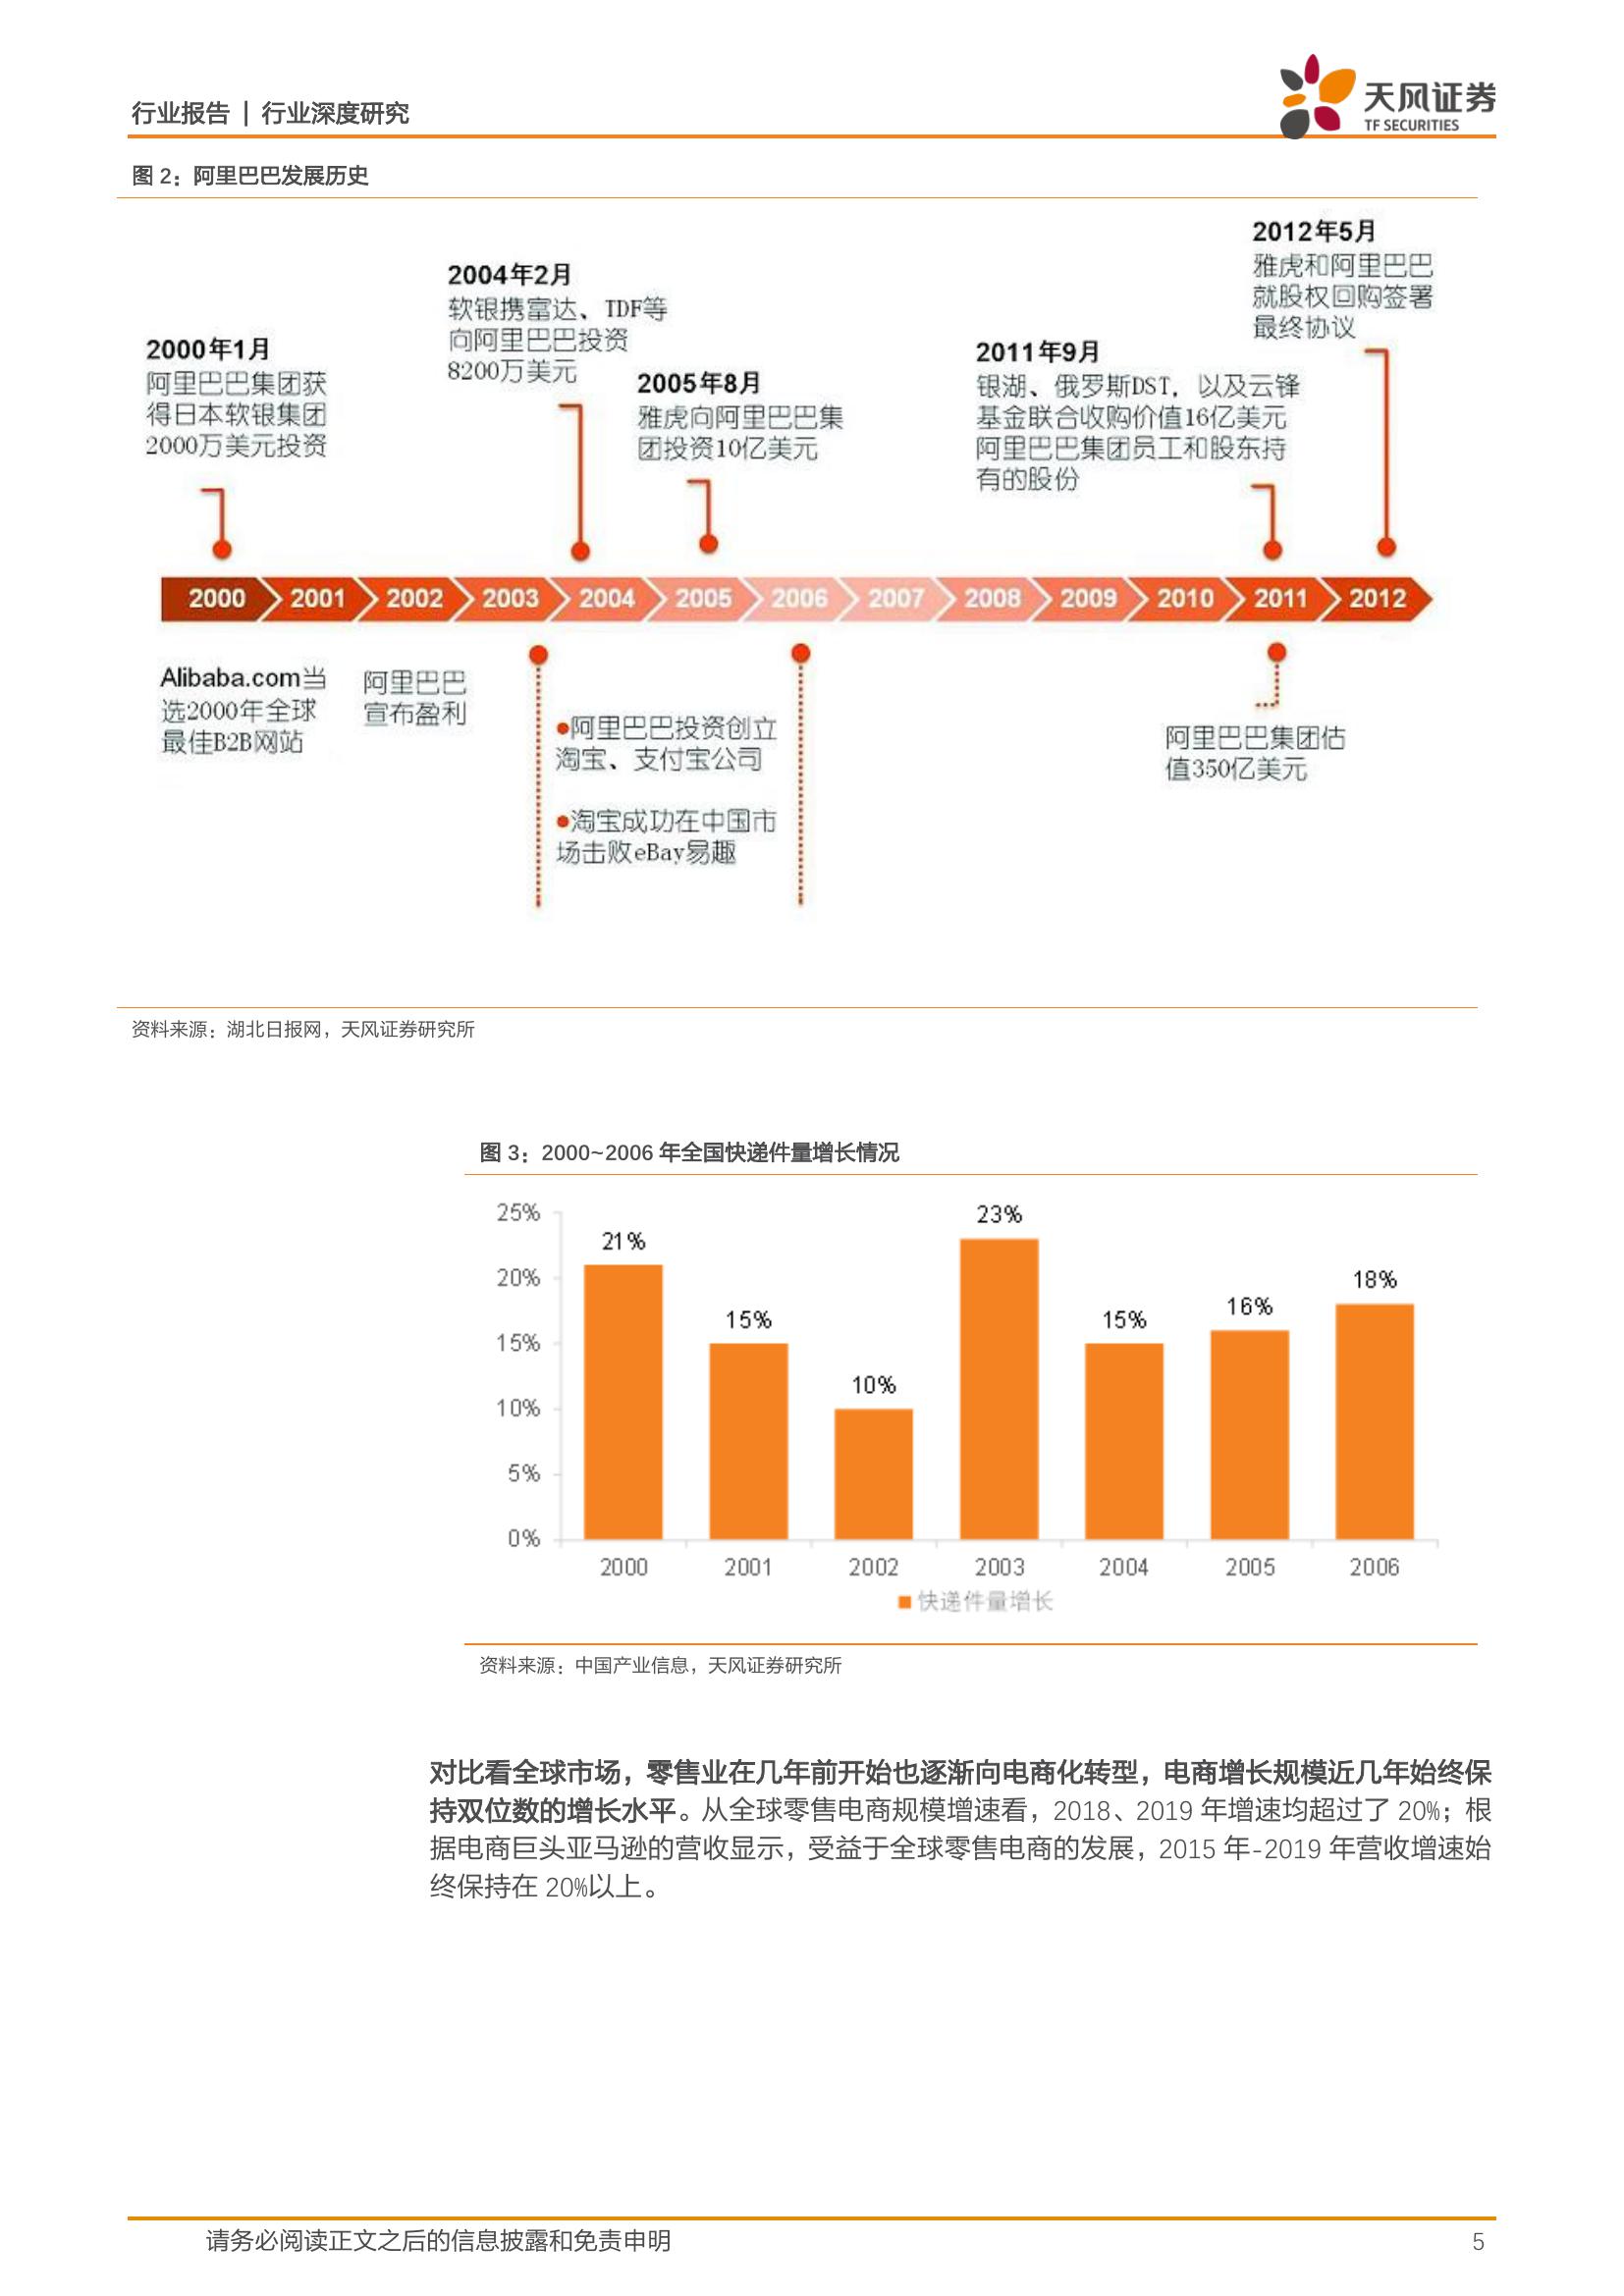 行业报告 | 行业深度研究
天风证券
TF SECURITIES
图 2：阿里巴巴发展历史
2000年1月
阿里巴巴集团获
得日本软银集团
2000万美元投资
2004年2月
软银携富达、TDF等
向阿里巴巴投资
8200万美元
2005年8月
雅虎向阿里巴巴集
团投资10亿美元
2011年9月
银湖、俄罗斯DST，以及云锋
基金联合收购价值16亿美元
阿里巴巴集团员工和股东持
有的股份
2012年5月
雅虎和阿里巴巴
就股权回购签署
最终协议
2000 2001 2002 2003 2004 2005 2006 2007 2008 2009 2010 2011 2012
Alibaba.com当
选2000年全球
最佳B2B网站
阿里巴巴
宣布盈利
●阿里巴巴投资创立
淘宝、支付宝公司
●淘宝成功在中国市
场击败eBay易趣
阿里巴巴集团估
值350亿美元
资料来源：湖北日报网，天风证券研究所
图 3：2000~2006 年全国快递件量增长情况
25%
20%
15%
10%
5%
0%
21%
15%
10%
23%
15%
16%
18%
2000 2001 2002 2003 2004 2005 2006
快递件量增长
资料来源：中国产业信息，天风证券研究所
对比看全球市场，零售业在几年前开始也逐渐向电商化转型，电商增长规模近几年始终保
持双位数的增长水平。从全球零售电商规模增速看，2018、2019 年增速均超过了 20%；根
据电商巨头亚马逊的营收显示，受益于全球零售电商的发展，2015 年-2019 年营收增速始
终保持在 20%以上。
请务必阅读正文之后的信息披露和免责申明
5